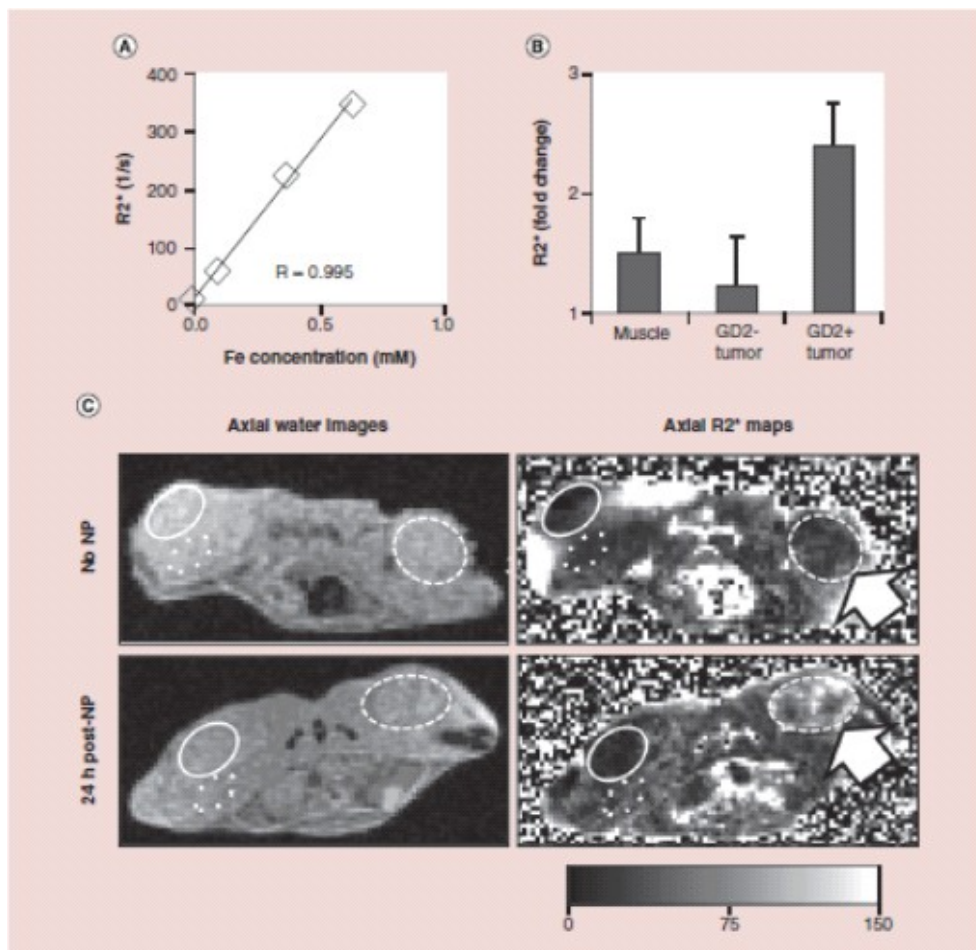 A
400
300
200
100
0
R2* (1/s)
R = 0.995
0.0
0.5
1.0
Fe concentration (mM)
B
3
2
1
R2* (fold change)
Muscle
GD2-
tumor
GD2+
tumor
C
Axial water images
Axial R2* maps
No NP
24 h post-NP
0
75
150